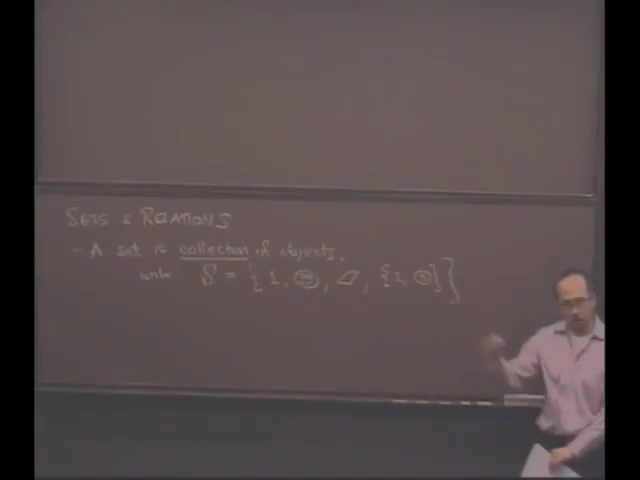 SETS & RELATIONS
- A set is collection of objects,
S = { 1, , , {2, } }